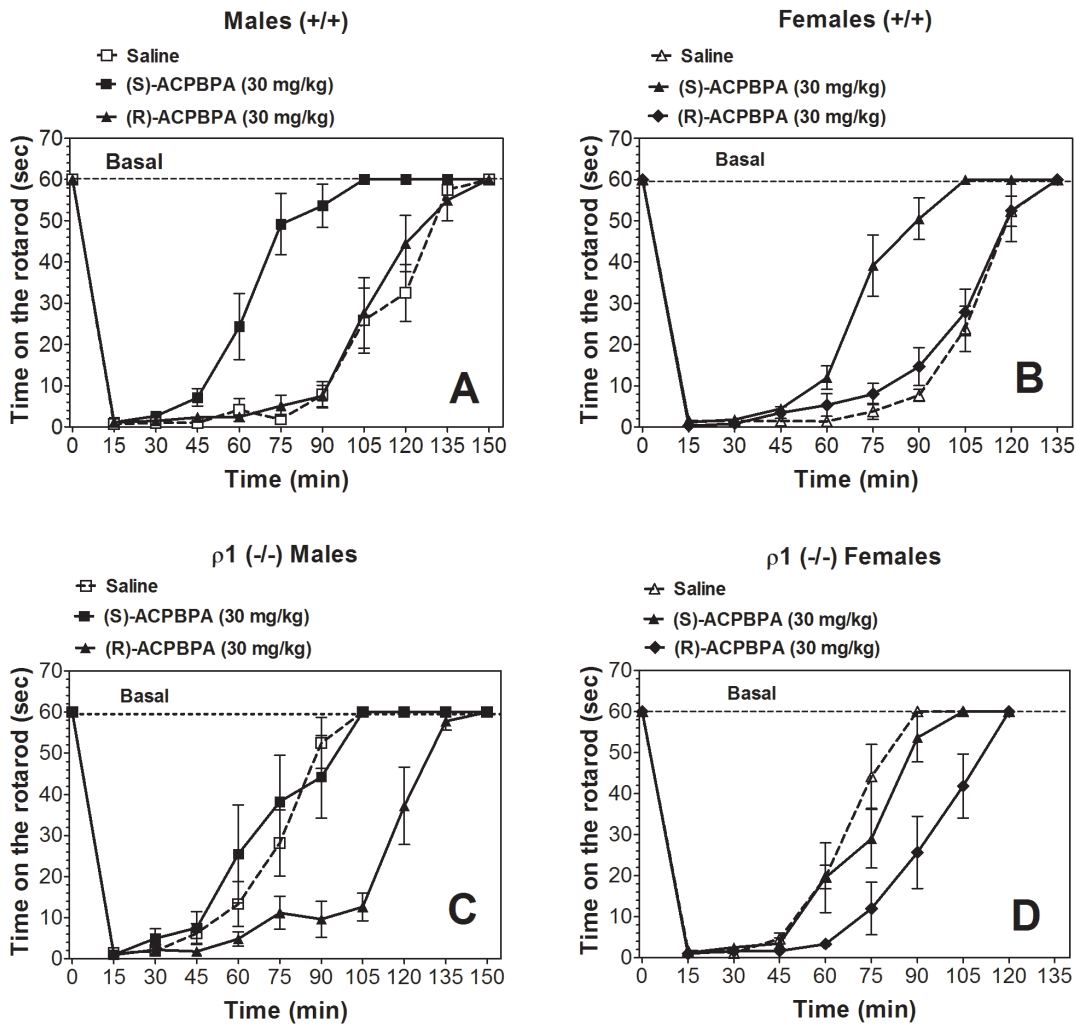 Males (+/+)
Saline
(S)-ACPBPA (30 mg/kg)
(R)-ACPBPA (30 mg/kg)
Time on the rotarod (sec)
70
60
50
40
30
20
10
0
Basal
A
0 15 30 45 60 75 90 105 120 135 150
Time (min)
Females (+/+)
Saline
(S)-ACPBPA (30 mg/kg)
(R)-ACPBPA (30 mg/kg)
Time on the rotarod (sec)
70
60
50
40
30
20
10
0
Basal
B
0 15 30 45 60 75 90 105 120 135
Time (min)
ρ1 (-/-) Males
Saline
(S)-ACPBPA (30 mg/kg)
(R)-ACPBPA (30 mg/kg)
Time on the rotarod (sec)
70
60
50
40
30
20
10
0
Basal
C
0 15 30 45 60 75 90 105 120 135 150
Time (min)
ρ1 (-/-) Females
Saline
(S)-ACPBPA (30 mg/kg)
(R)-ACPBPA (30 mg/kg)
Time on the rotarod (sec)
70
60
50
40
30
20
10
0
Basal
D
0 15 30 45 60 75 90 105 120 135
Time (min)